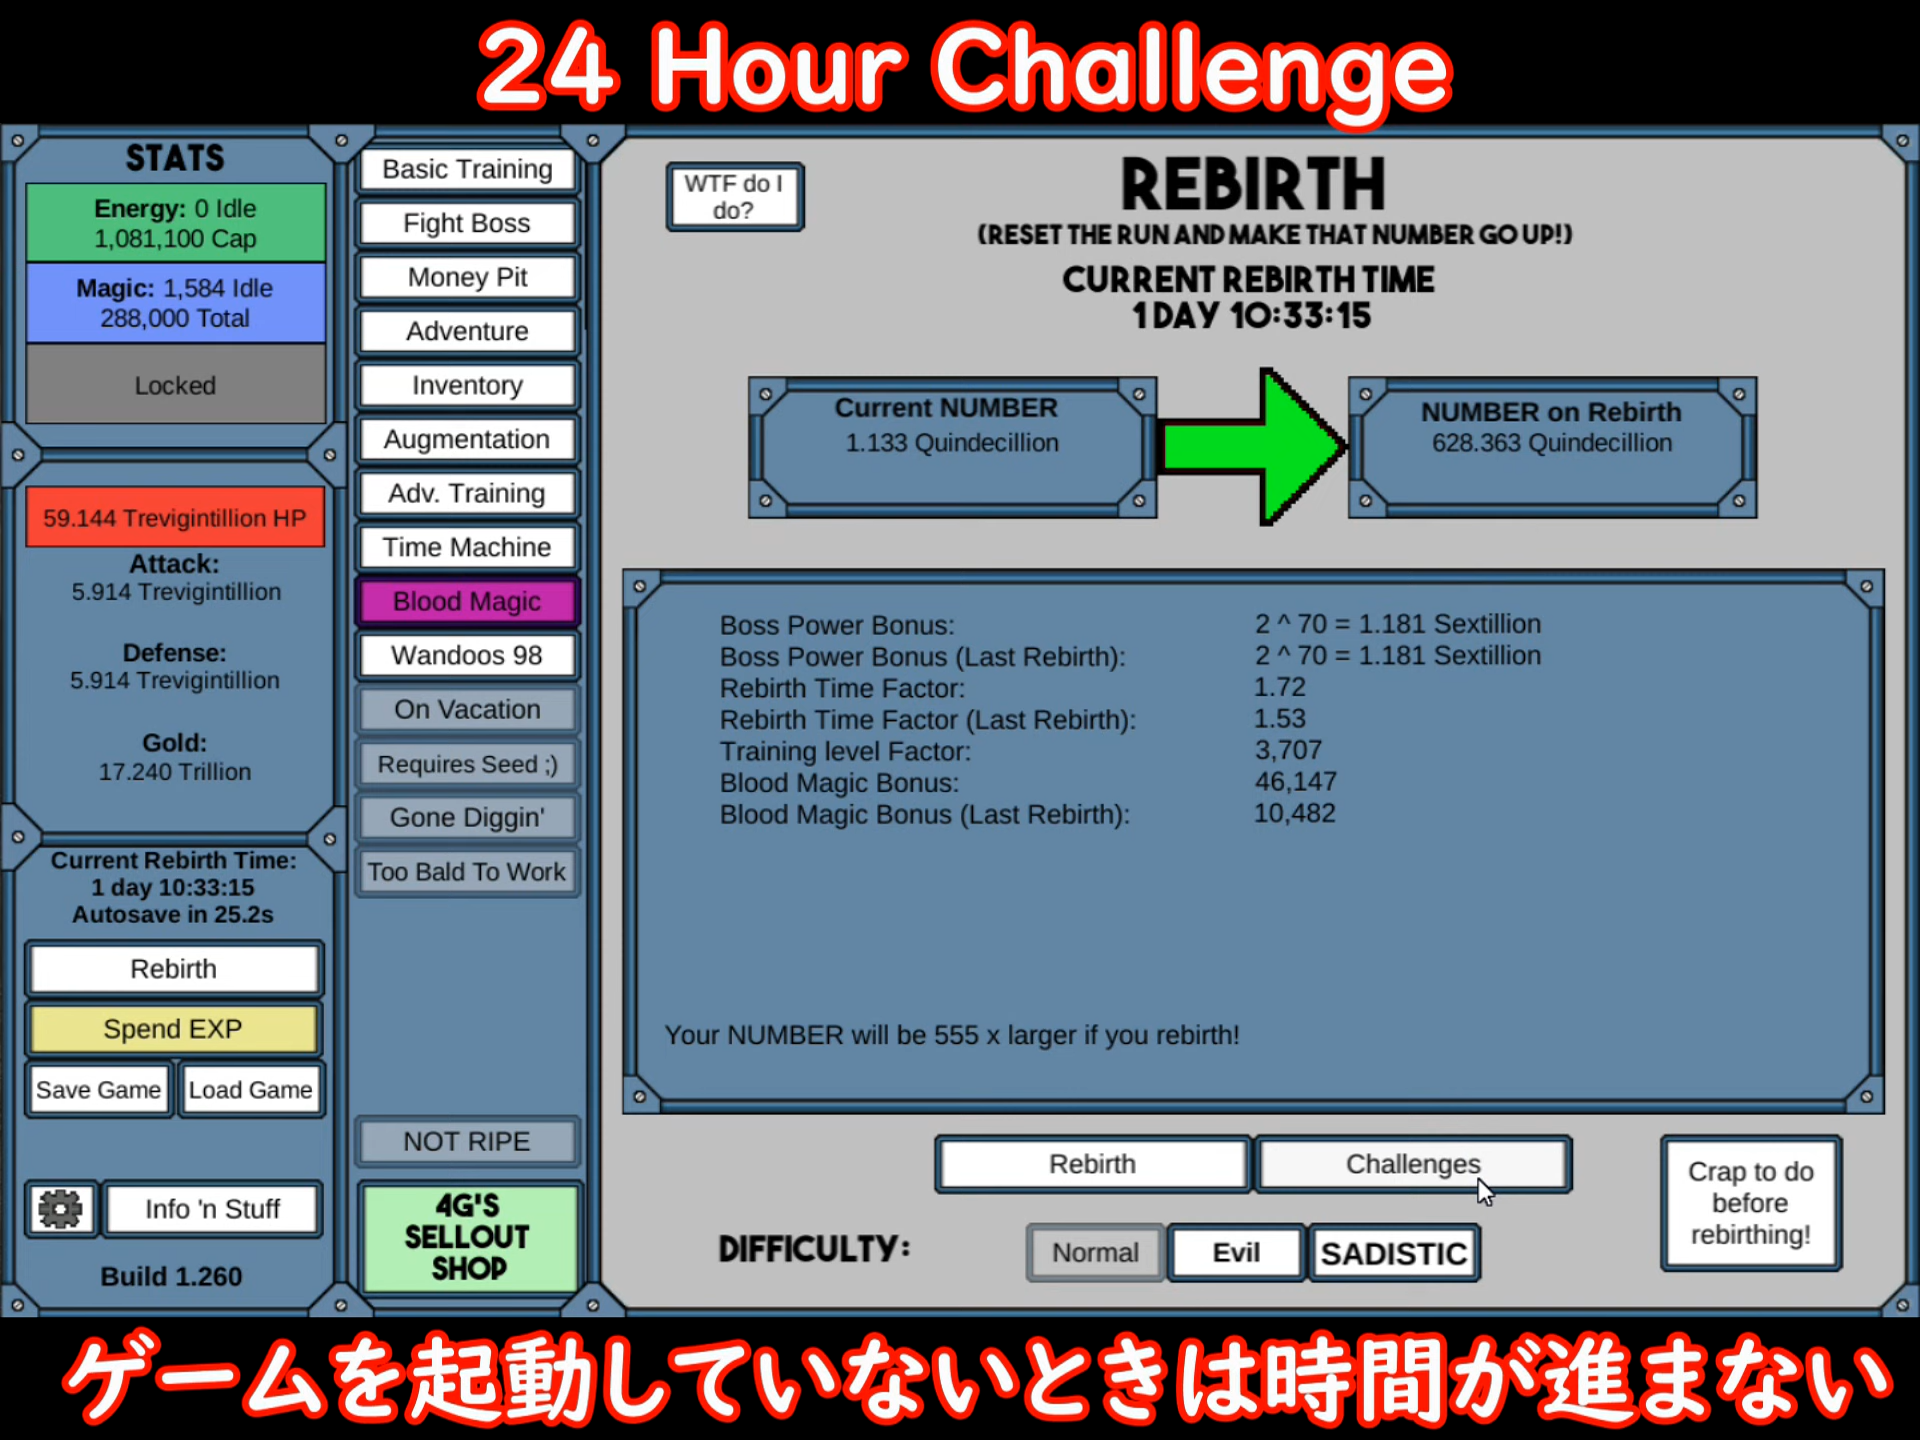 24 Hour Challenge
STATS
Energy: 0 Idle
1,081,100 Cap
Magic: 1,584 Idle
288,000 Total
Locked
59.144 Trevigintillion HP
Attack:
5.914 Trevigintillion
Defense:
5.914 Trevigintillion
Gold:
17.240 Trillion
Current Rebirth Time:
1 day 10:33:15
Autosave in 25.2s
Rebirth
Spend EXP
Save Game
Load Game
Info 'n Stuff
Build 1.260
Basic Training
Fight Boss
Money Pit
Adventure
Inventory
Augmentation
Adv. Training
Time Machine
Blood Magic
Wandoos 98
On Vacation
Requires Seed ;)
Gone Diggin'
Too Bald To Work
NOT RIPE
4G'S
SELLOUT
SHOP
WTF do I
do?
REBIRTH
(RESET THE RUN AND MAKE THAT NUMBER GO UP!)
CURRENT REBIRTH TIME
1 DAY 10:33:15
Current NUMBER
1.133 Quindecillion
NUMBER on Rebirth
628.363 Quindecillion
Boss Power Bonus: 2 ^ 70 = 1.181 Sextillion
Boss Power Bonus (Last Rebirth): 2 ^ 70 = 1.181 Sextillion
Rebirth Time Factor: 1.72
Rebirth Time Factor (Last Rebirth): 1.53
Training level Factor: 3,707
Blood Magic Bonus: 46,147
Blood Magic Bonus (Last Rebirth): 10,482
Your NUMBER will be 555 x larger if you rebirth!
Rebirth
Challenges
DIFFICULTY:
Normal
Evil
SADISTIC
Crap to do
before
rebirthing!
ゲームを起動していないときは時間が進まない